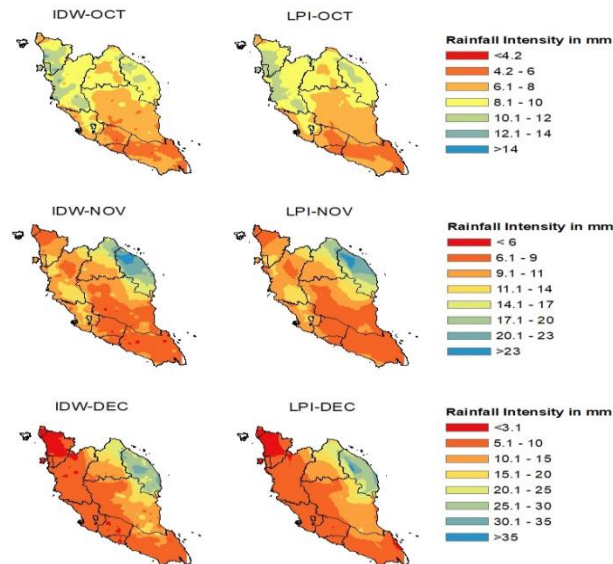 IDW-OCT
LPI-OCT
Rainfall Intensity in mm
<4.2
4.2 - 6
6.1 - 8
8.1 - 10
10.1 - 12
12.1 - 14
>14
IDW-NOV
LPI-NOV
Rainfall Intensity in mm
< 6
6.1 - 9
9.1 - 11
11.1 - 14
14.1 - 17
17.1 - 20
20.1 - 23
>23
IDW-DEC
LPI-DEC
Rainfall Intensity in mm
<3.1
5.1 - 10
10.1 - 15
15.1 - 20
20.1 - 25
25.1 - 30
30.1 - 35
>35